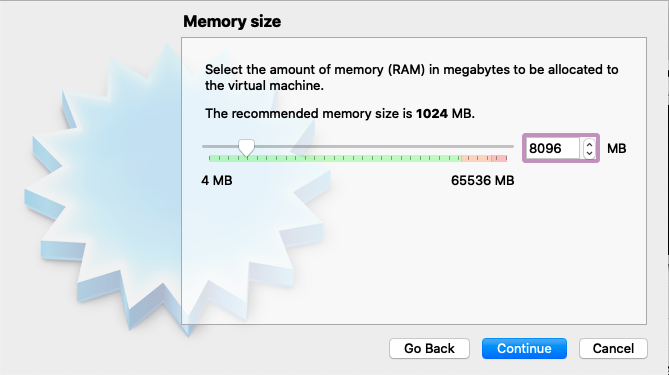 Memory size
Select the amount of memory (RAM) in megabytes to be allocated to
the virtual machine.
The recommended memory size is 1024 MB.
8096 MB
4 MB 65536 MB
Go Back Continue Cancel